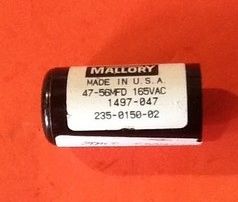 MALLORY
MADE IN U.S.A.
47-56MFD 165VAC
1497-047
235-0150-02